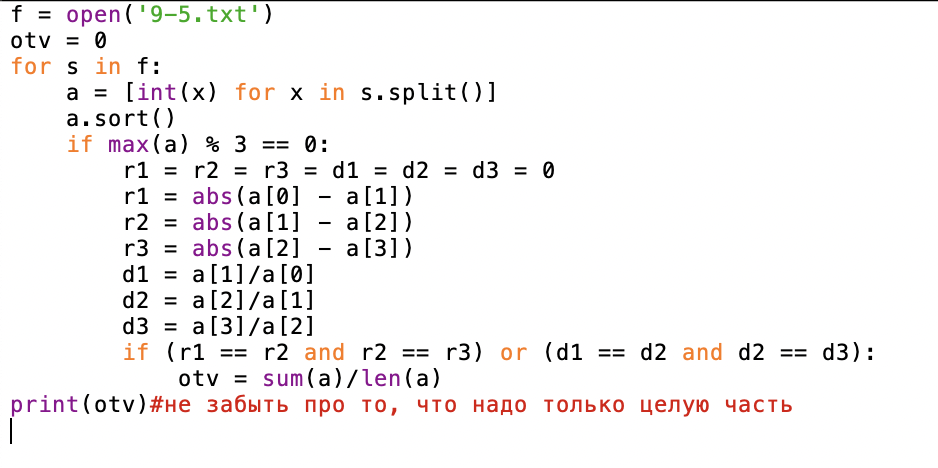 f = open('9-5.txt')
otv = 0
for s in f:
    a = [int(x) for x in s.split()]
    a.sort()
    if max(a) % 3 == 0:
        r1 = r2 = r3 = d1 = d2 = d3 = 0
        r1 = abs(a[0] - a[1])
        r2 = abs(a[1] - a[2])
        r3 = abs(a[2] - a[3])
        d1 = a[1]/a[0]
        d2 = a[2]/a[1]
        d3 = a[3]/a[2]
        if (r1 == r2 and r2 == r3) or (d1 == d2 and d2 == d3):
            otv = sum(a)/len(a)
print(otv)#не забыть про то, что надо только целую часть